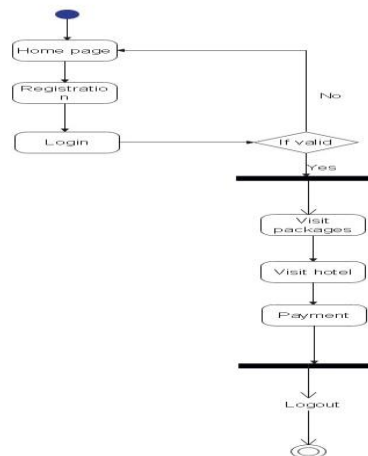 Home page
Registratio
n
Login
If valid
No
Yes
Visit
packages
Visit hotel
Payment
Logout